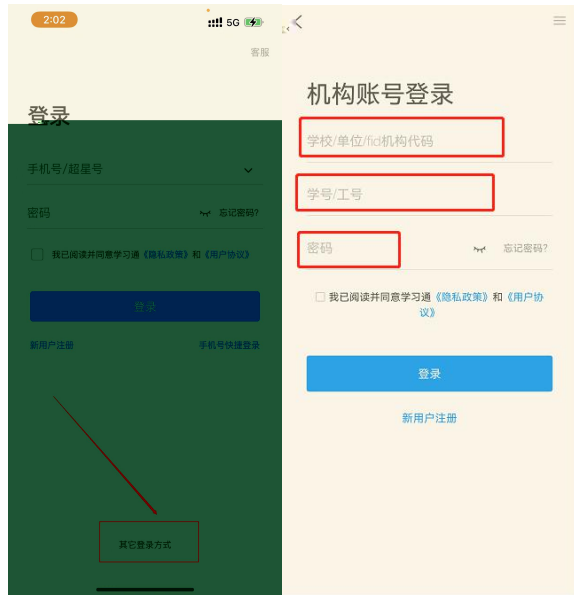 2:02
5G
客服
登录
手机号/超星号
密码
忘记密码?
我已阅读并同意学习通《隐私政策》和《用户协议》
登录
新用户注册
手机号快捷登录
其它登录方式
机构账号登录
学校/单位/fid机构代码
学号/工号
密码
忘记密码?
我已阅读并同意学习通《隐私政策》和《用户协
议》
登录
新用户注册